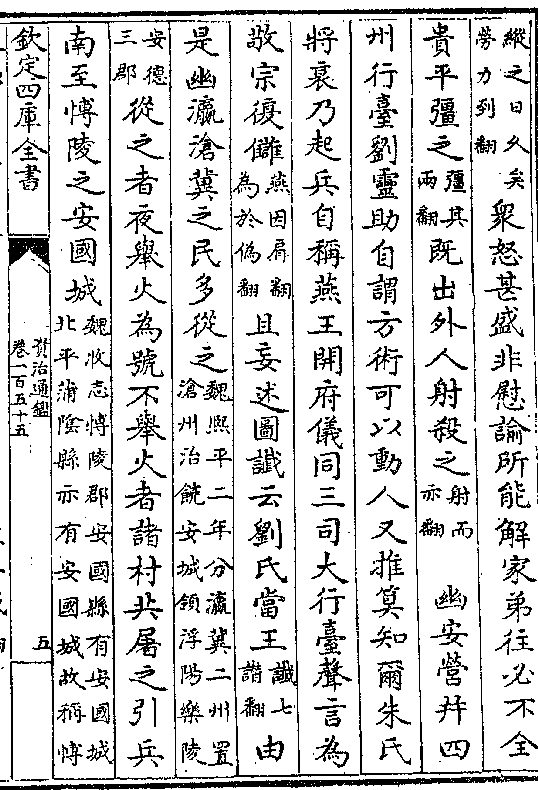 縱之日久矣勞力列翻衆怒甚盛非慰諭所能解家弟往必不全
貴平彊之彊其兩翻既出外人射殺之射而亦翻 幽安營幷四
州行臺劉靈助自謂方術可以動人又推筭知爾朱氏
將衰乃起兵自稱燕王開府儀同三司大行臺聲言為
敬宗復讎燕因肩翻為於偽翻且妄述圖讖云劉氏當王讖七譖翻由
是幽瀛滄冀之民多從之魏熙平二年分瀛冀二州置滄州治饒安城領浮陽樂陵
安德三郡從之者夜舉火為號不舉火者諸村共屠之引兵
南至博陵之安國城魏收志博陵郡安國縣有安國城北平蒲陰縣亦有安國城故稱博
欽定四庫全書
資治通鑑
卷一百五十五
五